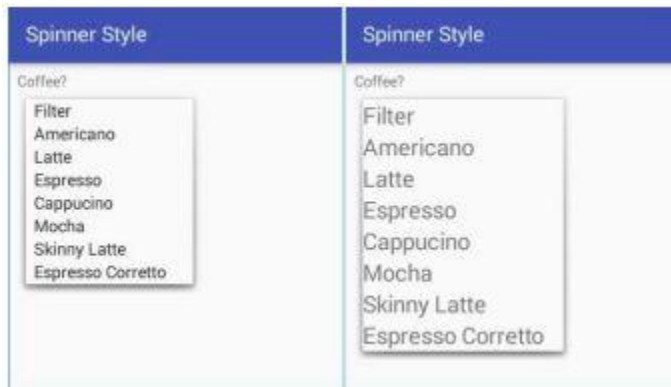 Spinner Style
Coffee?
Filter
Americano
Latte
Espresso
Cappucino
Mocha
Skinny Latte
Espresso Corretto
Spinner Style
Coffee?
Filter
Americano
Latte
Espresso
Cappucino
Mocha
Skinny Latte
Espresso Corretto